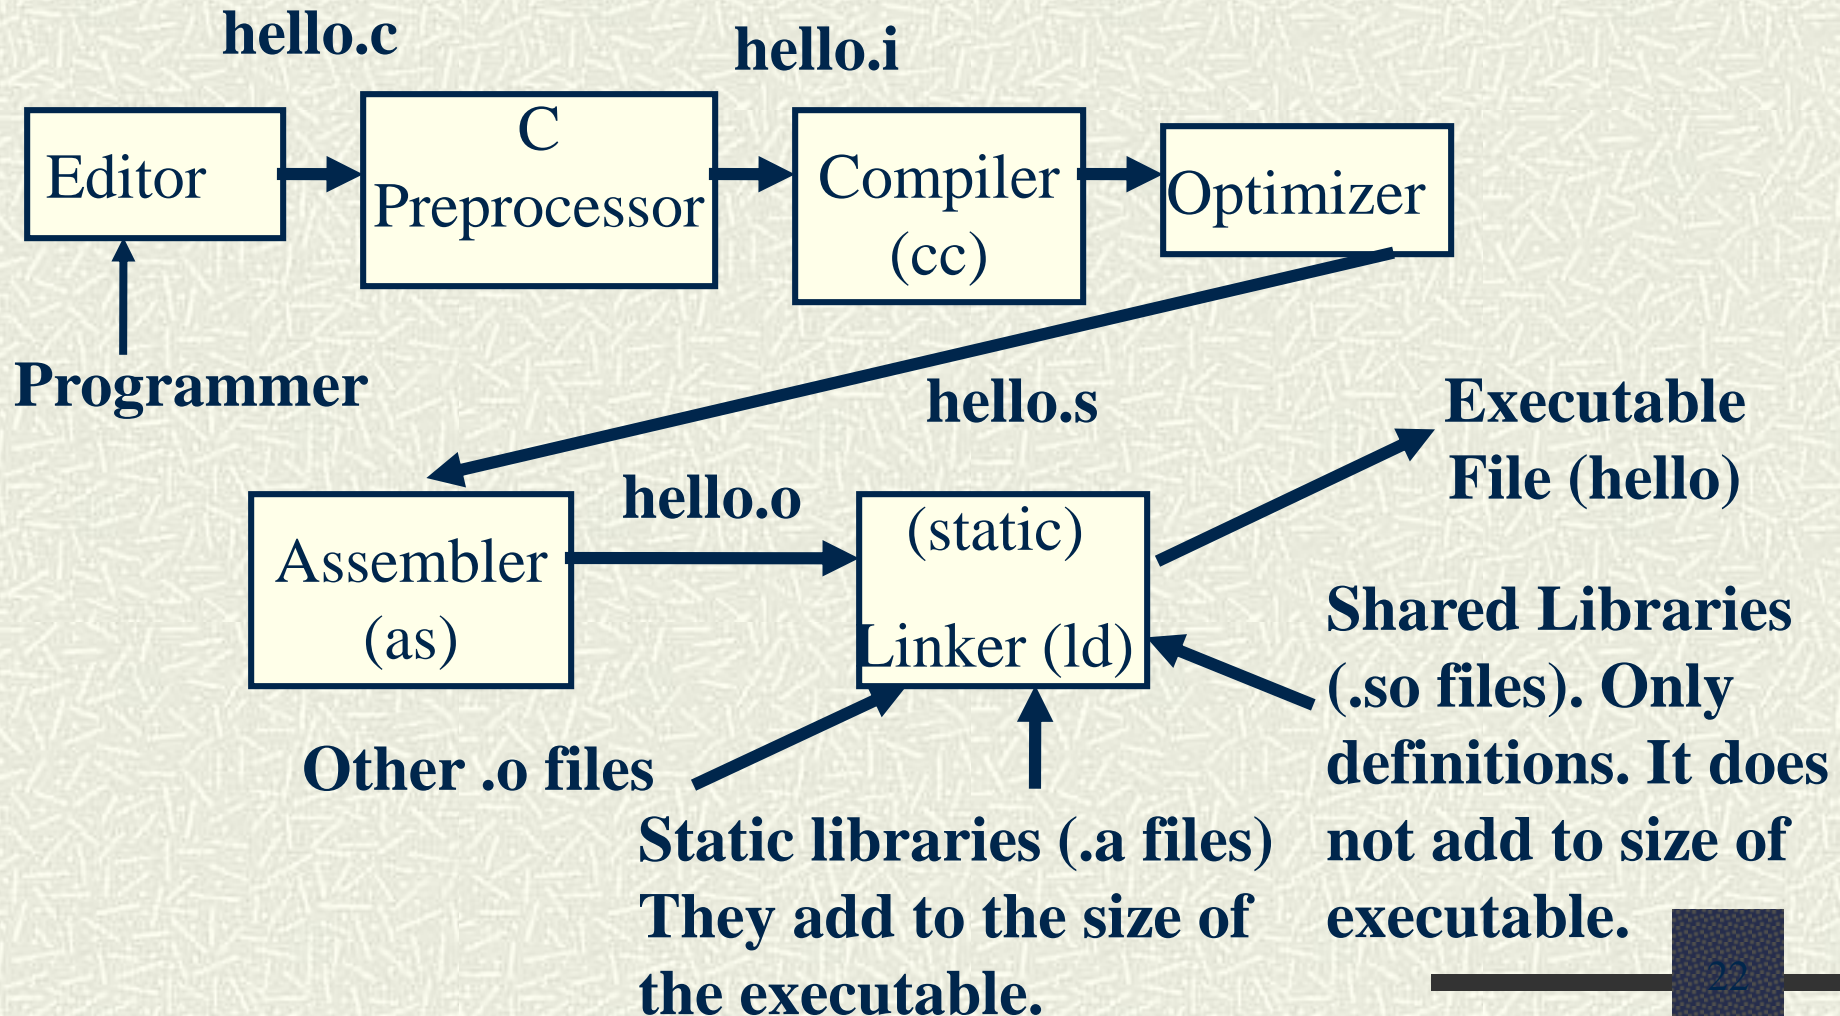 hello.c
hello.i
Editor
C
Preprocessor
Compiler
(cc)
Optimizer
Programmer
hello.s
Executable
File (hello)
hello.o
Assembler
(as)
(static)
Linker (ld)
Other .o files
Static libraries (.a files)
They add to the size of
the executable.
Shared Libraries
(.so files). Only
definitions. It does
not add to size of
executable.
22